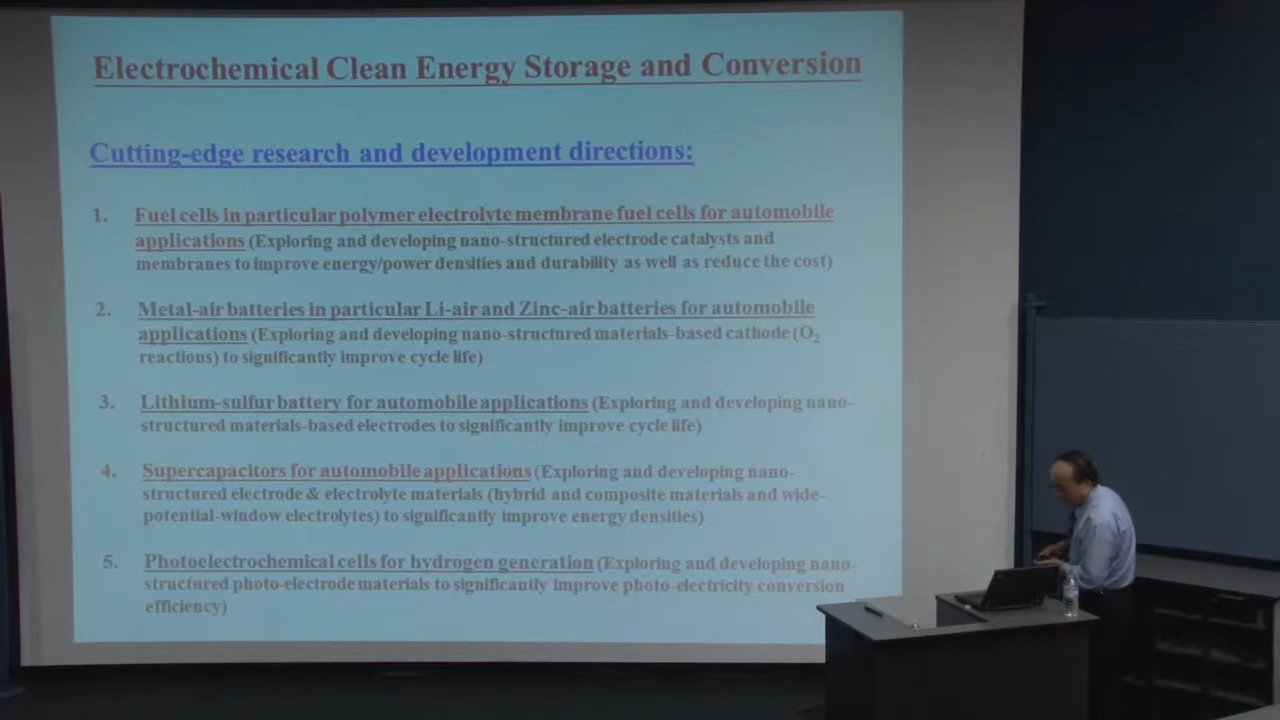 Electrochemical Clean Energy Storage and Conversion
Cutting-edge research and development directions:
1. Fuel cells in particular polymer electrolyte membrane fuel cells for automobile
applications (Exploring and developing nano-structured electrode catalysts and
membranes to improve energy/power densities and durability as well as reduce the cost)
2. Metal-air batteries in particular Li-air and Zinc-air batteries for automobile
applications (Exploring and developing nano-structured materials-based cathode (O₂
reactions) to significantly improve cycle life)
3. Lithium-sulfur battery for automobile applications (Exploring and developing nano-
structured materials-based electrodes to significantly improve cycle life)
4. Supercapacitors for automobile applications (Exploring and developing nano-
structured electrode & electrolyte materials (hybrid and composite materials and wide-
potential-window electrolytes) to significantly improve energy densities)
5. Photoelectrochemical cells for hydrogen generation (Exploring and developing nano-
structured photo-electrode materials to significantly improve photo-electricity conversion
efficiency)